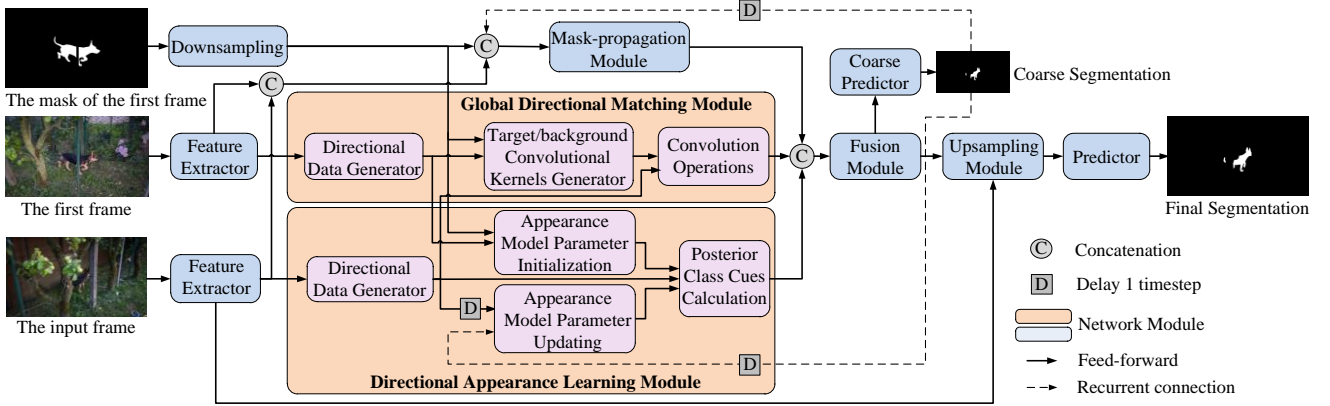 D
Downsampling
C
Mask-propagation
Module
Coarse
Predictor
Coarse Segmentation
The mask of the first frame
C
Global Directional Matching Module
Feature
Extractor
Directional
Data Generator
Target/background
Convolutional
Kernels Generator
Convolution
Operations
C
Fusion
Module
Upsampling
Module
Predictor
The first frame
Final Segmentation
Appearance
Model Parameter
Initialization
Feature
Extractor
Directional
Data Generator
Posterior
Class Cues
Calculation
The input frame
D
Appearance
Model Parameter
Updating
D
Directional Appearance Learning Module
C
Concatenation
D
Delay 1 timestep
Network Module
Feed-forward
Recurrent connection